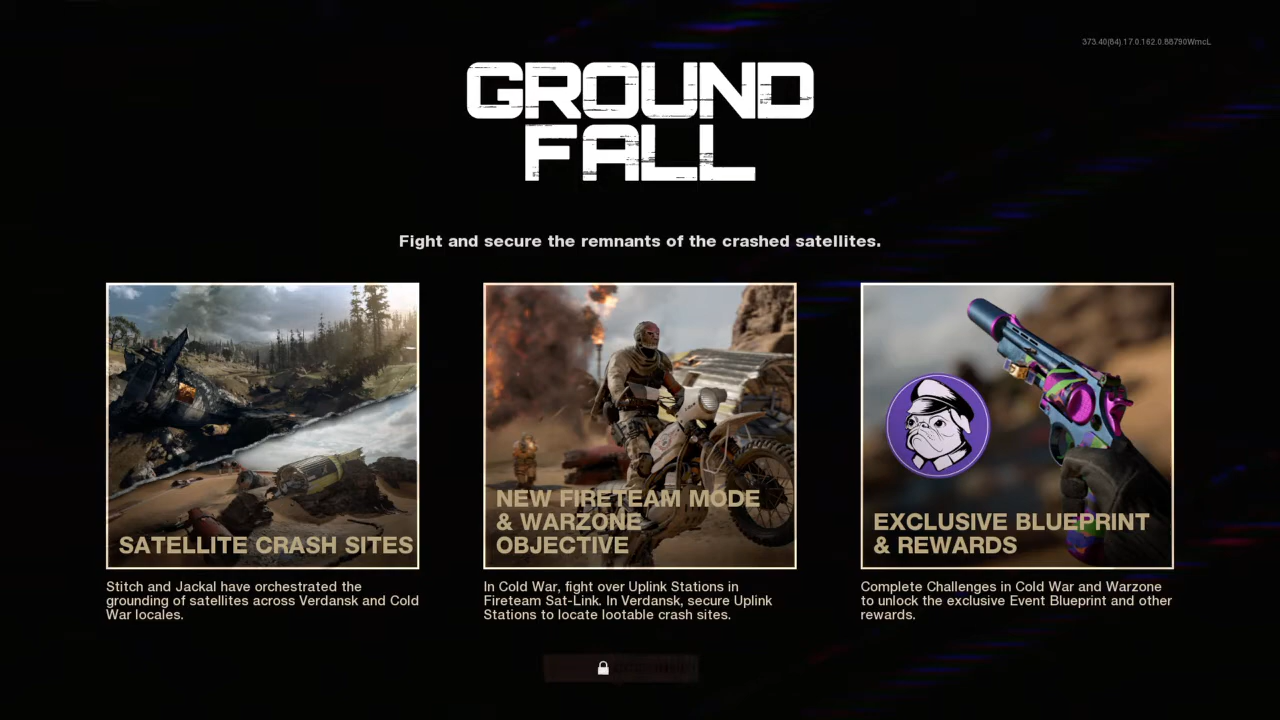 373.40(84).17.0.162.0.88790WmcL
GROUND
FALL
Fight and secure the remnants of the crashed satellites.
SATELLITE CRASH SITES
Stitch and Jackal have orchestrated the
grounding of satellites across Verdansk and Cold
War locales.
NEW FIRETEAM MODE
& WARZONE
OBJECTIVE
In Cold War, fight over Uplink Stations in
Fireteam Sat-Link. In Verdansk, secure Uplink
Stations to locate lootable crash sites.
EXCLUSIVE BLUEPRINT
& REWARDS
Complete Challenges in Cold War and Warzone
to unlock the exclusive Event Blueprint and other
rewards.